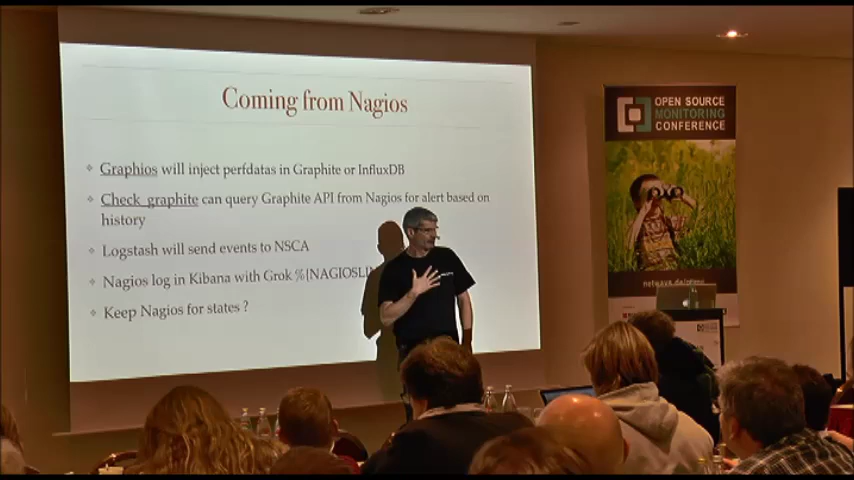 Coming from Nagios
Graphios will inject perfdatas in Graphite or InfluxDB
Check_graphite can query Graphite API from Nagios for alert based on
history
Logstash will send events to NSCA
Nagios log in Kibana with Grok %{NAGIOSLI
Keep Nagios for states ?
OPEN SOURCE
MONITORING
CONFERENCE